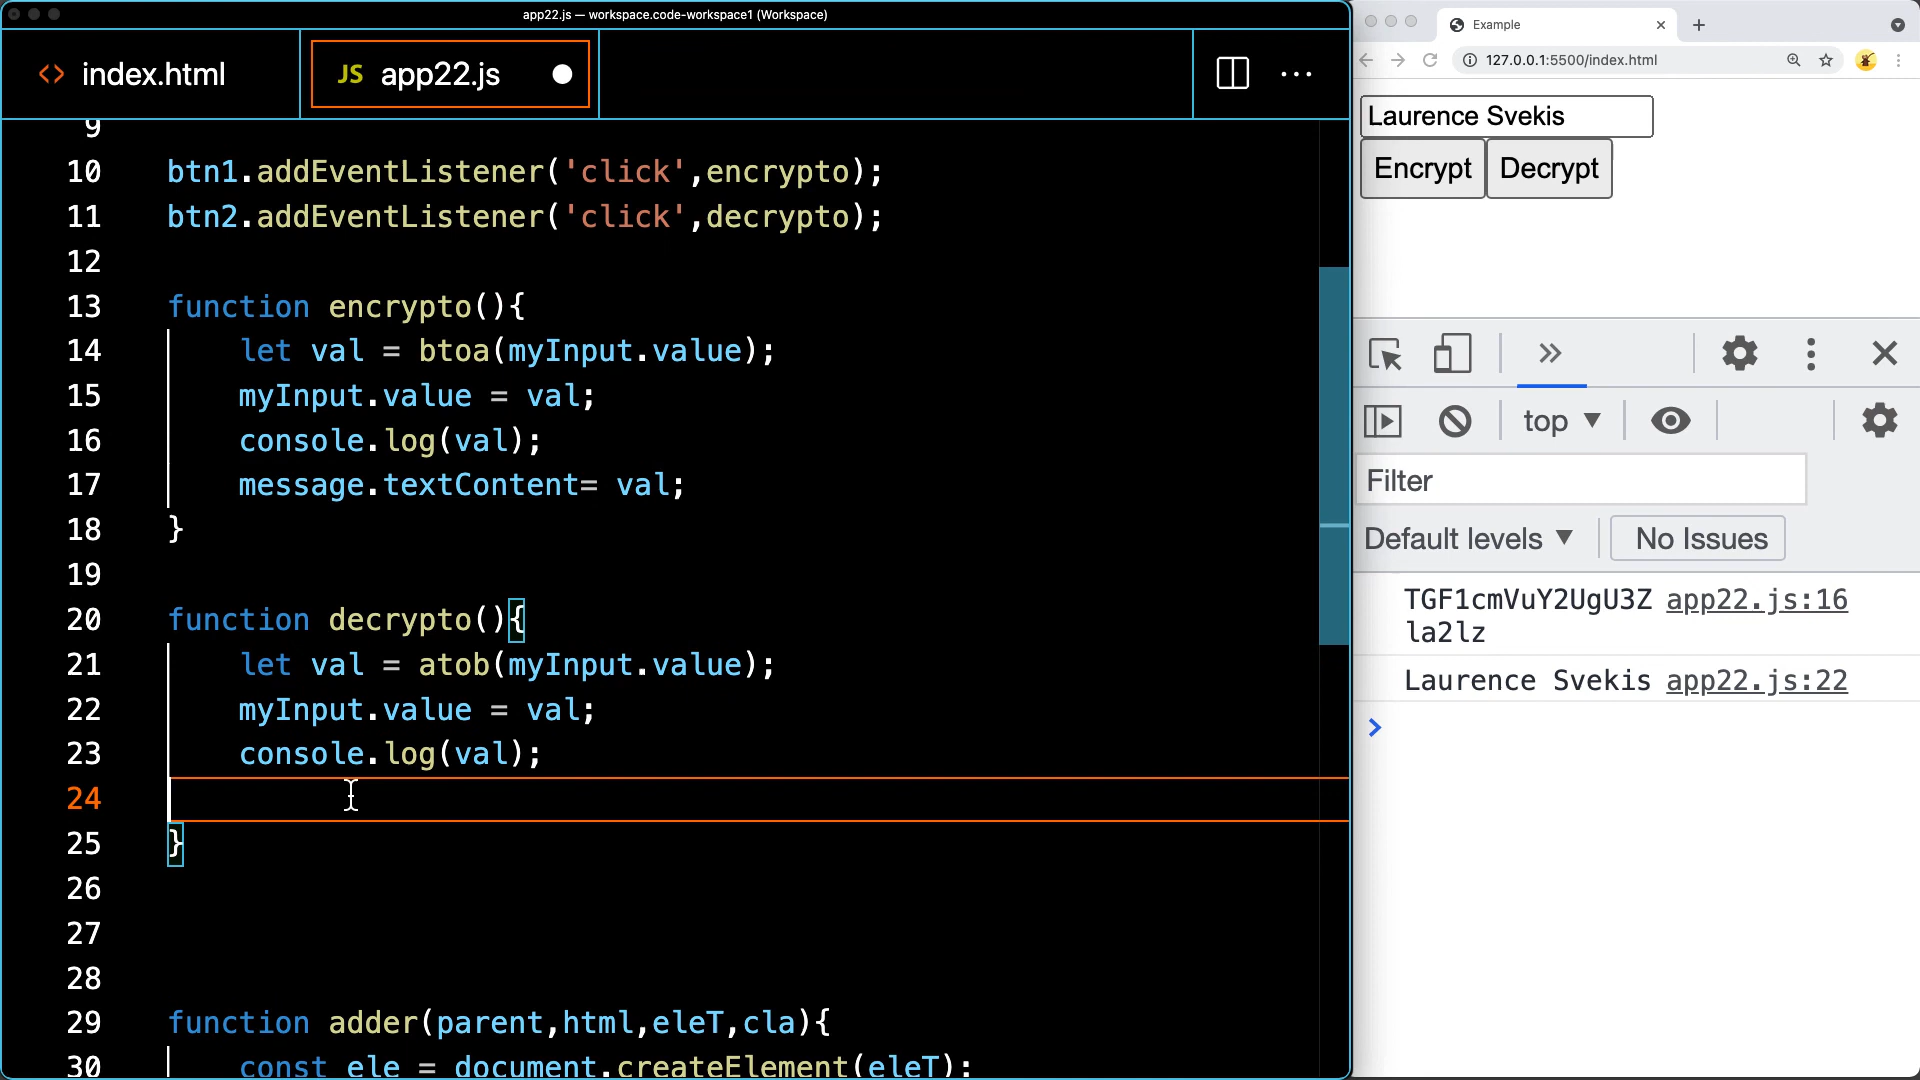 app22.js — workspace.code-workspace1 (Workspace)
<> index.html
JS app22.js
9
10 btn1.addEventListener('click',encrypto);
11 btn2.addEventListener('click',decrypto);
12
13 function encrypto(){
14 let val = btoa(myInput.value);
15 myInput.value = val;
16 console.log(val);
17 message.textContent= val;
18 }
19
20 function decrypto(){
21 let val = atob(myInput.value);
22 myInput.value = val;
23 console.log(val);
24
25 }
26
27
28
29 function adder(parent,html,eleT,cla){
30 const ele = document.createElement(eleT);
Example
127.0.0.1:5500/index.html
Laurence Svekis
Encrypt Decrypt
top
Filter
Default levels No Issues
TGF1cmVuY2UgU3Z app22.js:16
la2lz
Laurence Svekis app22.js:22